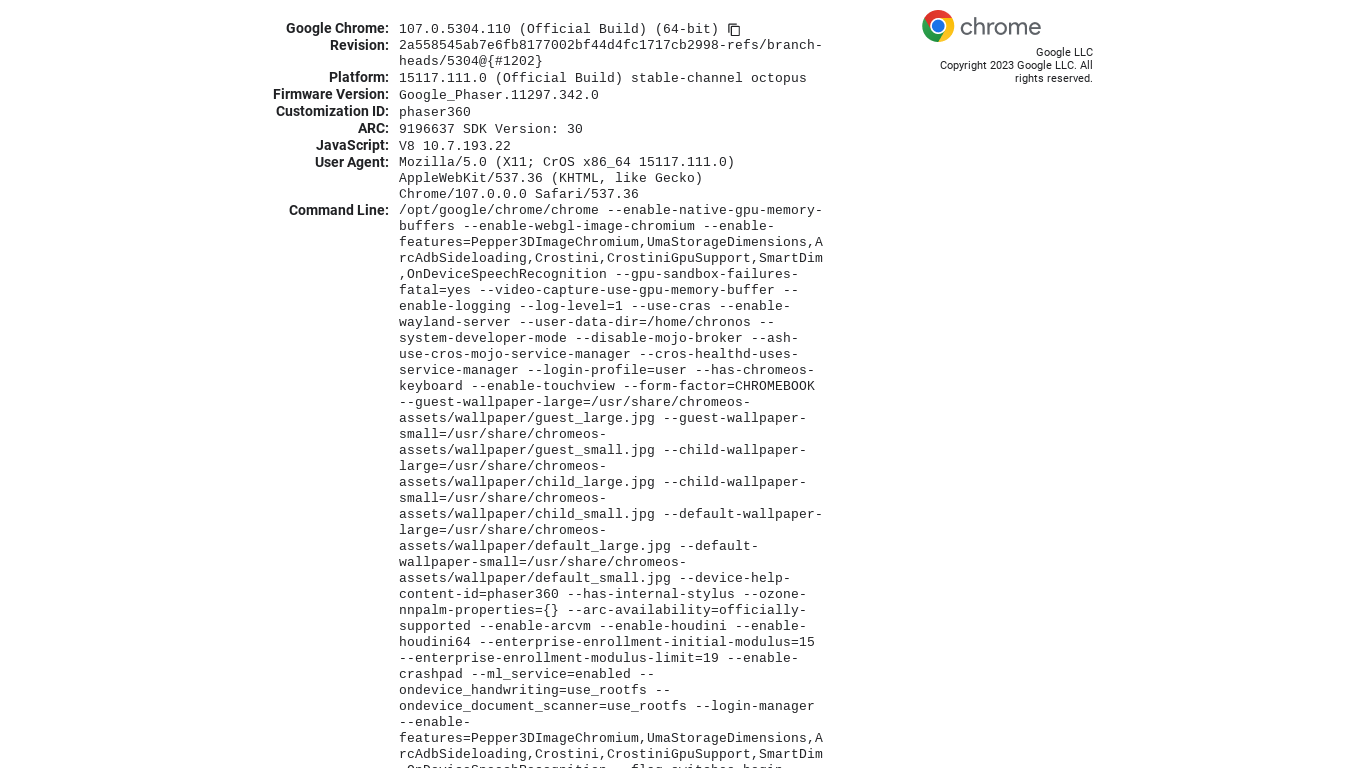 Google Chrome: 107.0.5304.110 (Official Build) (64-bit)
Revision: 2a558545ab7e6fb8177002bf44d4fc1717cb2998-refs/branch-
heads/5304@{#1202}
Platform: 15117.111.0 (Official Build) stable-channel octopus
Firmware Version: Google_Phaser.11297.342.0
Customization ID: phaser360
ARC: 9196637 SDK Version: 30
JavaScript: V8 10.7.193.22
User Agent: Mozilla/5.0 (X11; CrOS x86_64 15117.111.0)
AppleWebKit/537.36 (KHTML, like Gecko)
Chrome/107.0.0.0 Safari/537.36
Command Line: /opt/google/chrome/chrome --enable-native-gpu-memory-
buffers --enable-webgl-image-chromium --enable-
features=Pepper3DImageChromium,UmaStorageDimensions,A
rcAdbSideloading,Crostini,CrostiniGpuSupport,SmartDim
,OnDeviceSpeechRecognition --gpu-sandbox-failures-
fatal=yes --video-capture-use-gpu-memory-buffer --
enable-logging --log-level=1 --use-cras --enable-
wayland-server --user-data-dir=/home/chronos --
system-developer-mode --disable-mojo-broker --ash-
use-cros-mojo-service-manager --cros-healthd-uses-
service-manager --login-profile=user --has-chromeos-
keyboard --enable-touchview --form-factor=CHROMEBOOK
--guest-wallpaper-large=/usr/share/chromeos-
assets/wallpaper/guest_large.jpg --guest-wallpaper-
small=/usr/share/chromeos-
assets/wallpaper/guest_small.jpg --child-wallpaper-
large=/usr/share/chromeos-
assets/wallpaper/child_large.jpg --child-wallpaper-
small=/usr/share/chromeos-
assets/wallpaper/child_small.jpg --default-wallpaper-
large=/usr/share/chromeos-
assets/wallpaper/default_large.jpg --default-
wallpaper-small=/usr/share/chromeos-
assets/wallpaper/default_small.jpg --device-help-
content-id=phaser360 --has-internal-stylus --ozone-
nnpalm-properties={} --arc-availability=officially-
supported --enable-arcvm --enable-houdini --enable-
houdini64 --enterprise-enrollment-initial-modulus=15
--enterprise-enrollment-modulus-limit=19 --enable-
crashpad --ml_service=enabled --
ondevice_handwriting=use_rootfs --
ondevice_document_scanner=use_rootfs --login-manager
--enable-
features=Pepper3DImageChromium,UmaStorageDimensions,A
rcAdbSideloading,Crostini,CrostiniGpuSupport,SmartDim
,OnDeviceSpeechRecognition --flag-switches-begin
chrome
Google LLC
Copyright 2023 Google LLC. All
rights reserved.